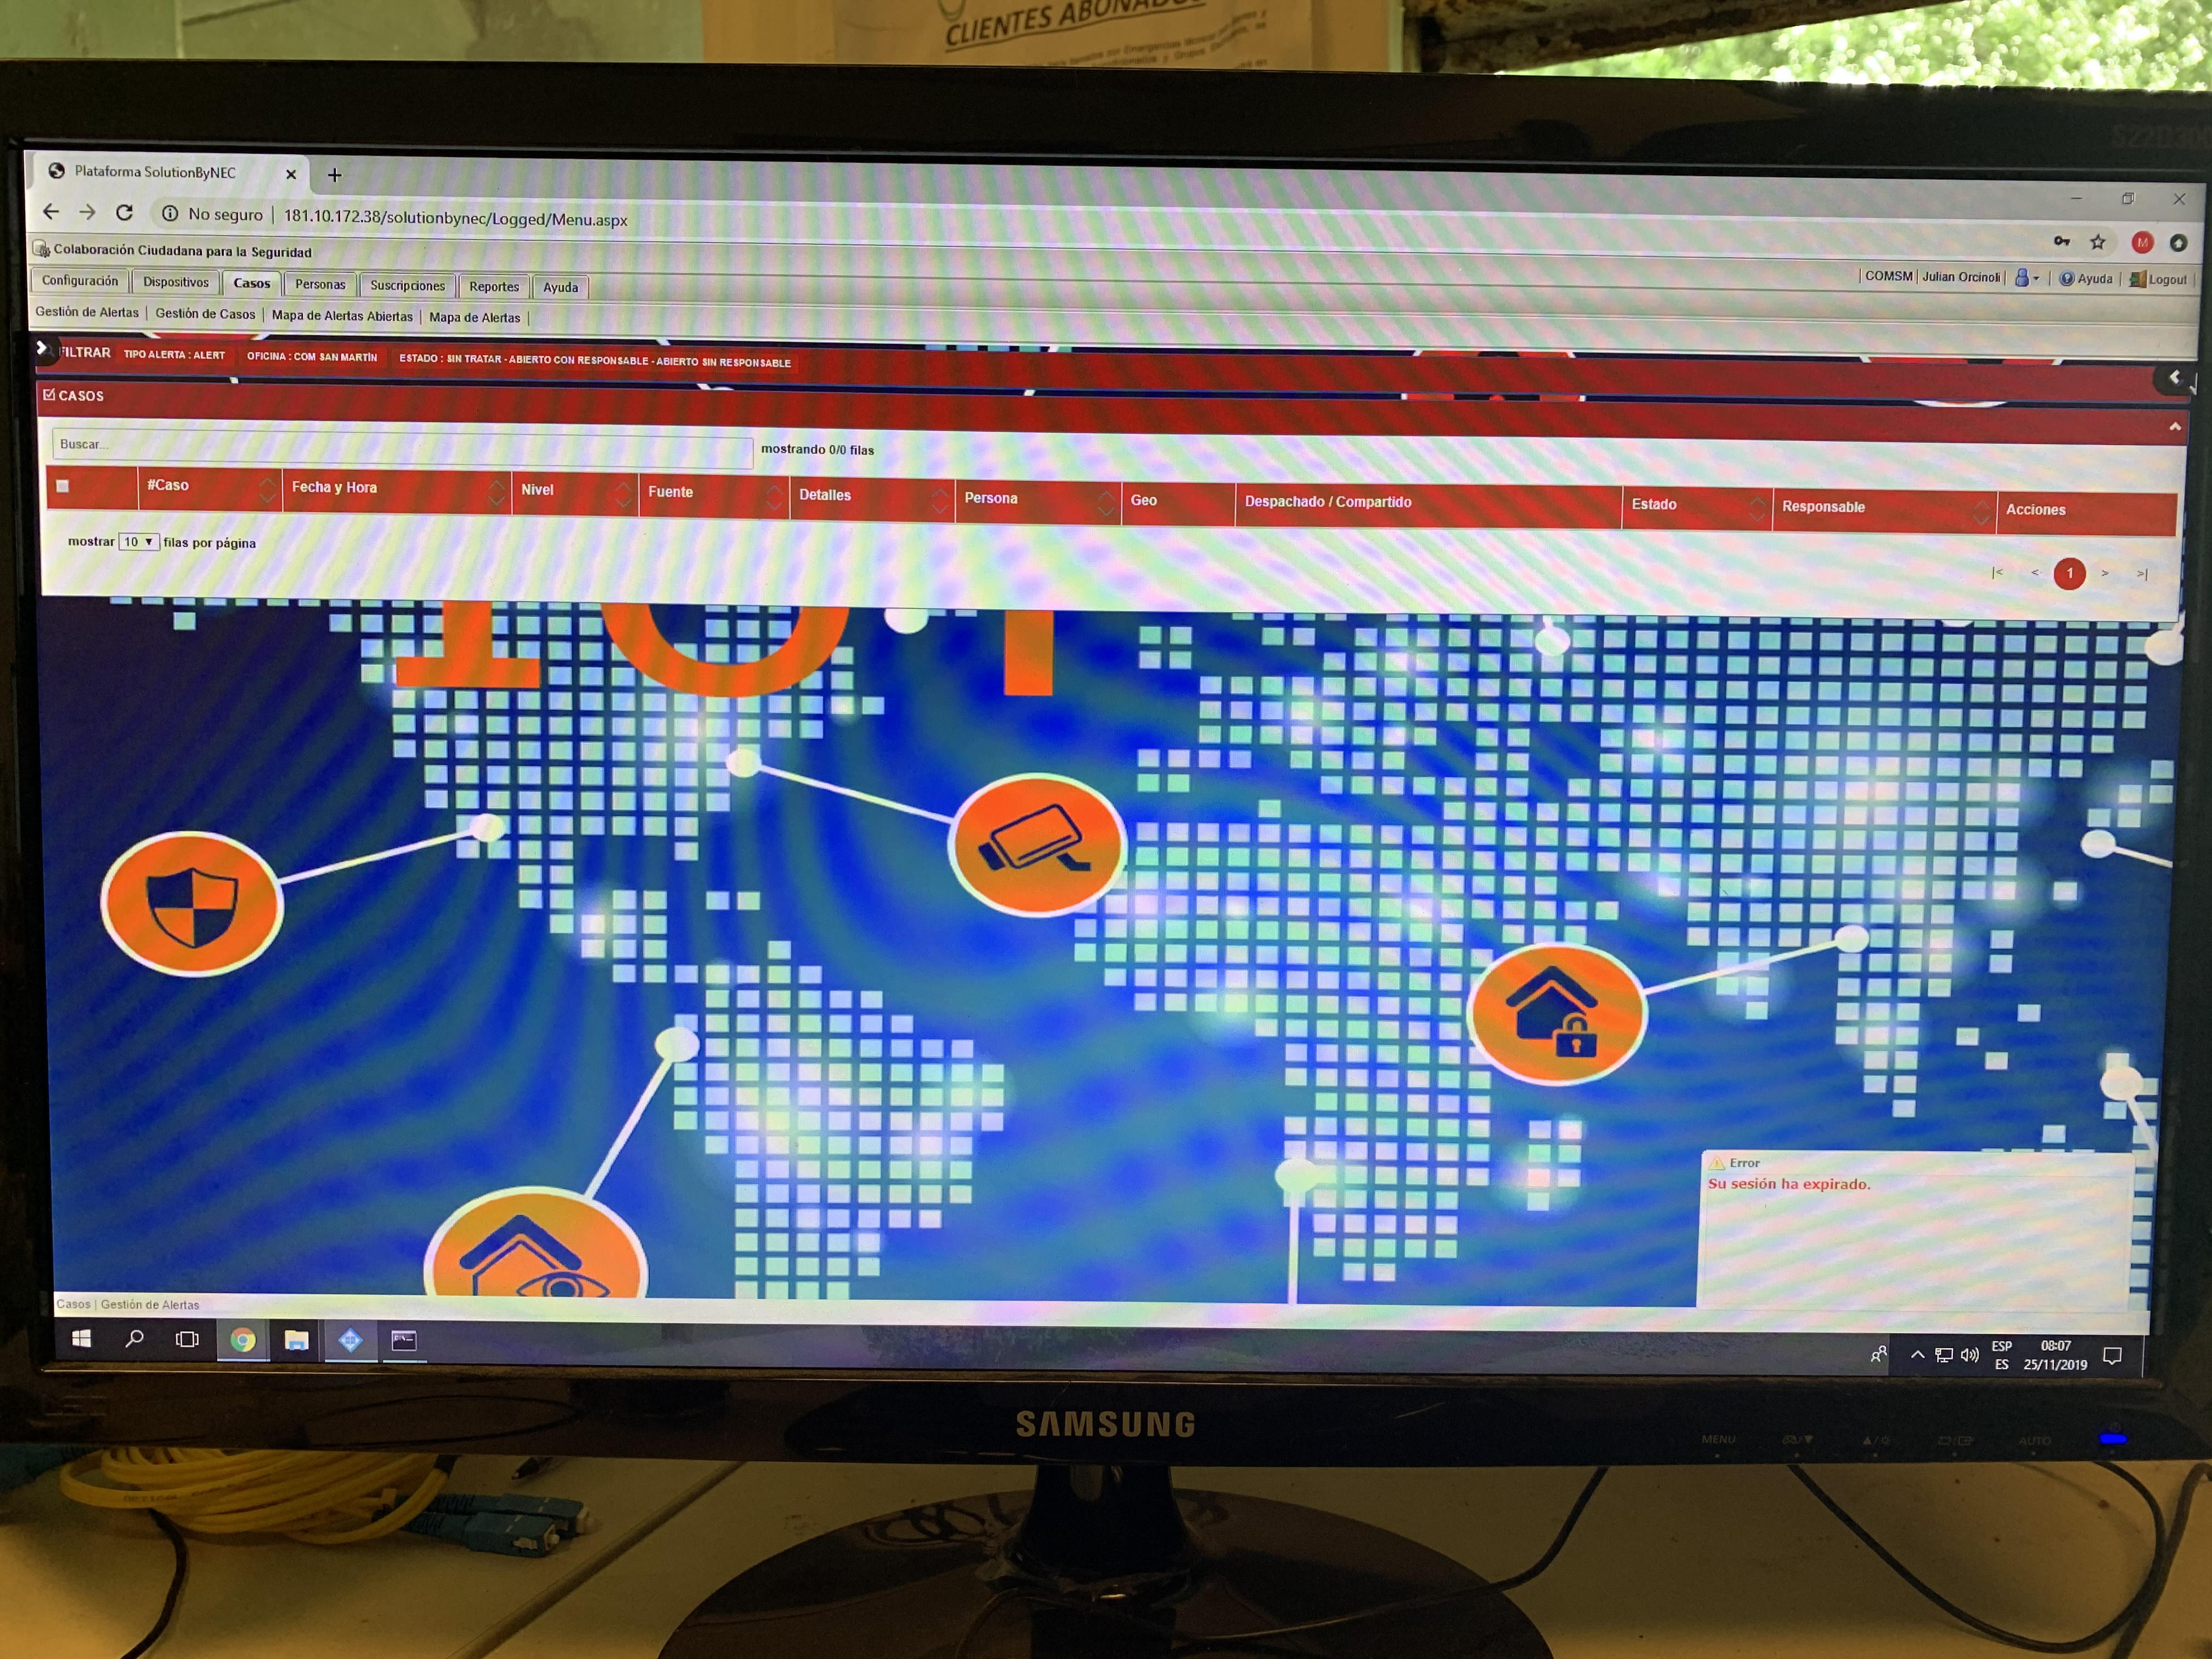 CLIENTES ABONADOS
Plataforma SolutionByNEC
No seguro | 181.10.172.38/solutionbynec/Logged/Menu.aspx
M
Colaboración Ciudadana para la Seguridad
Configuración Dispositivos Casos Personas Suscripciones Reportes Ayuda
| COMSM | Julian Orcinoli | | Ayuda | Logout
Gestión de Alertas | Gestión de Casos | Mapa de Alertas Abiertas | Mapa de Alertas |
FILTRAR TIPO ALERTA : ALERT OFICINA : COM SAN MARTÍN ESTADO : SIN TRATAR - ABIERTO CON RESPONSABLE - ABIERTO SIN RESPONSABLE
CASOS
Buscar... mostrando 0/0 filas
#Caso Fecha y Hora Nivel Fuente Detalles Persona Geo Despachado / Compartido Estado Responsable Acciones
mostrar 10 filas por página
|< < 1 > >|
Error
Su sesión ha expirado.
Casos | Gestión de Alertas
ESP
ES
08:07
25/11/2019
SAMSUNG
MENU
AUTO